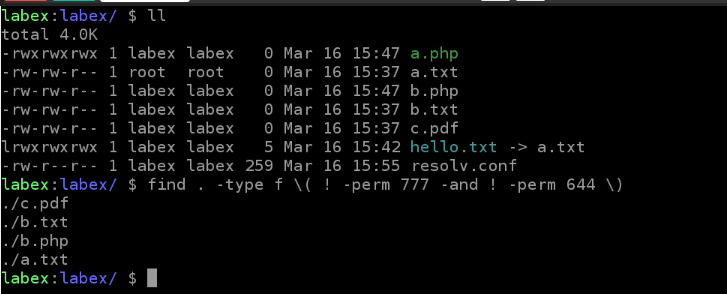 labex:labex/ $ ll
total 4.0K
-rwxrwxrwx 1 labex labex   0 Mar 16 15:47 a.php
-rw-rw-r-- 1 root  root    0 Mar 16 15:37 a.txt
-rw-rw-r-- 1 labex labex   0 Mar 16 15:47 b.php
-rw-rw-r-- 1 labex labex   0 Mar 16 15:37 b.txt
-rw-rw-r-- 1 labex labex   0 Mar 16 15:37 c.pdf
lrwxrwxrwx 1 labex labex   5 Mar 16 15:42 hello.txt -> a.txt
-rw-r--r-- 1 labex labex 259 Mar 16 15:55 resolv.conf
labex:labex/ $ find . -type f \( ! -perm 777 -and ! -perm 644 \)
./c.pdf
./b.txt
./b.php
./a.txt
labex:labex/ $